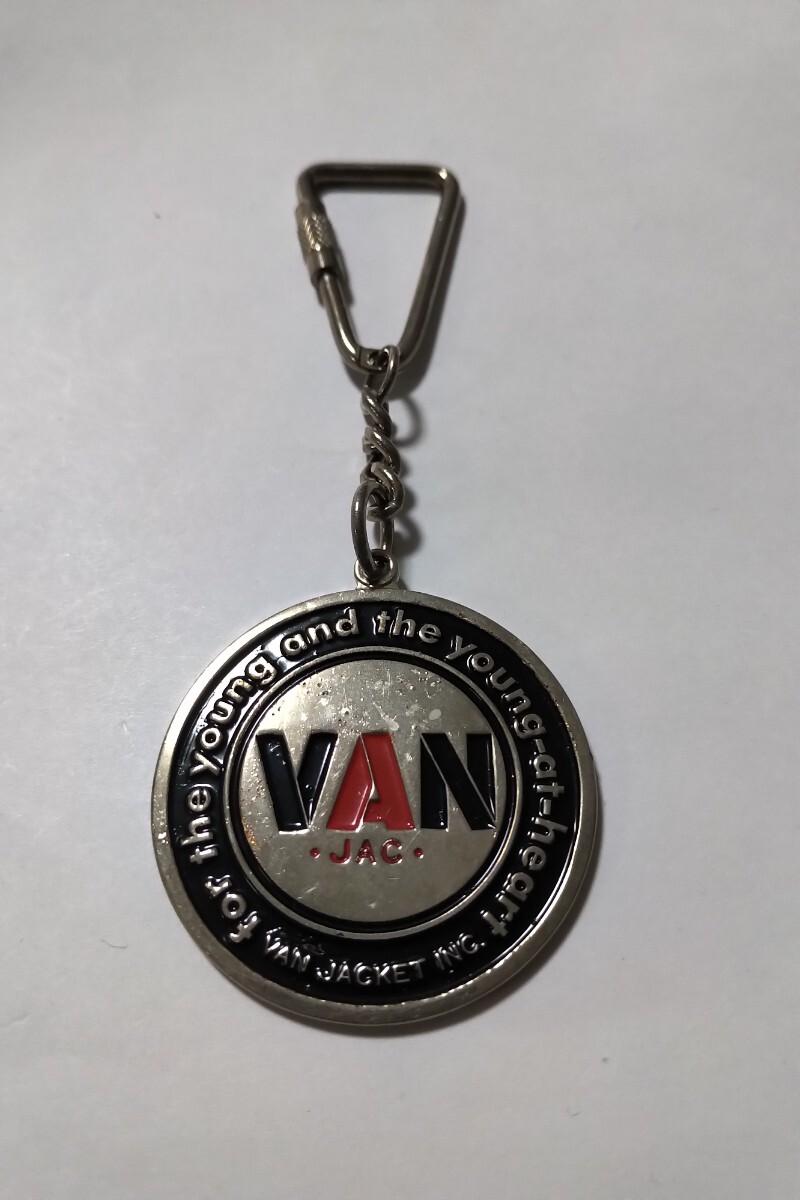 for the young and the young-at-heart
VAN
·JAC·
VAN JACKET INC.